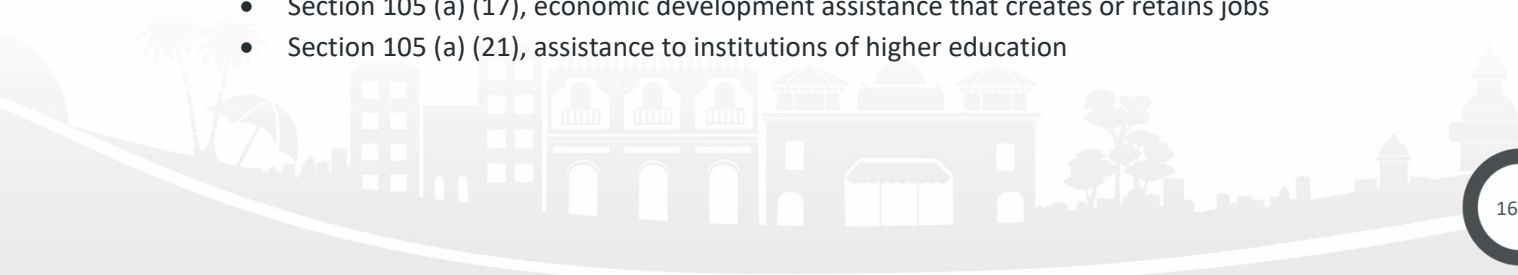 • Section 105 (a) (17), economic development assistance that creates or retains jobs
• Section 105 (a) (21), assistance to institutions of higher education
16